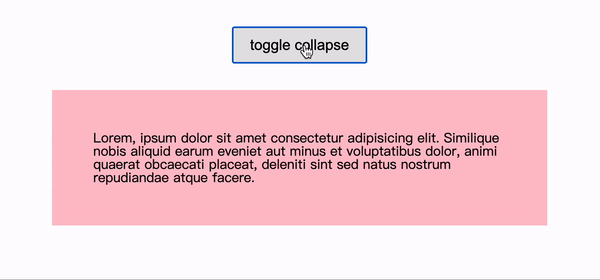 toggle collapse
Lorem, ipsum dolor sit amet consectetur adipisicing elit. Similique
nobis aliquid earum eveniet aut minus et voluptatibus dolor, animi
quaerat obcaecati placeat, deleniti sint sed natus nostrum
repudiandae atque facere.